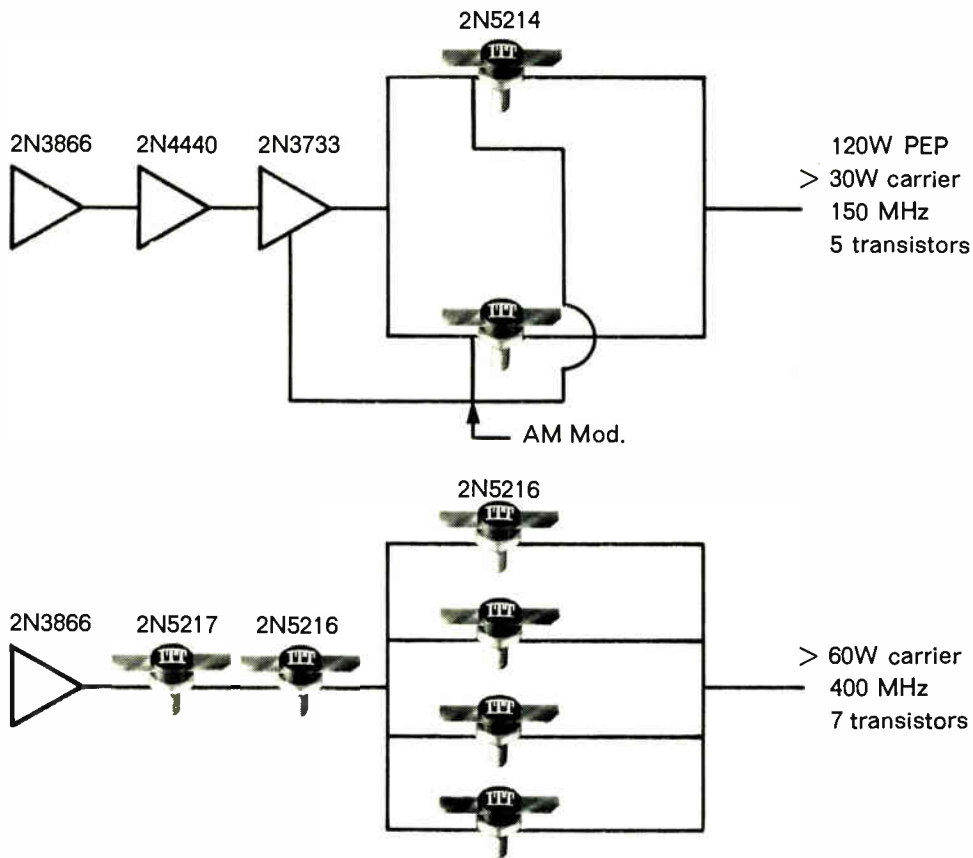 2N5214
ITT
2N3866 2N4440 2N3733
120W PEP
> 30W carrier
150 MHz
5 transistors
ITT
AM Mod.
2N5216
ITT
2N3866 2N5217 2N5216
ITT
ITT
ITT
> 60W carrier
400 MHz
7 transistors
ITT
ITT